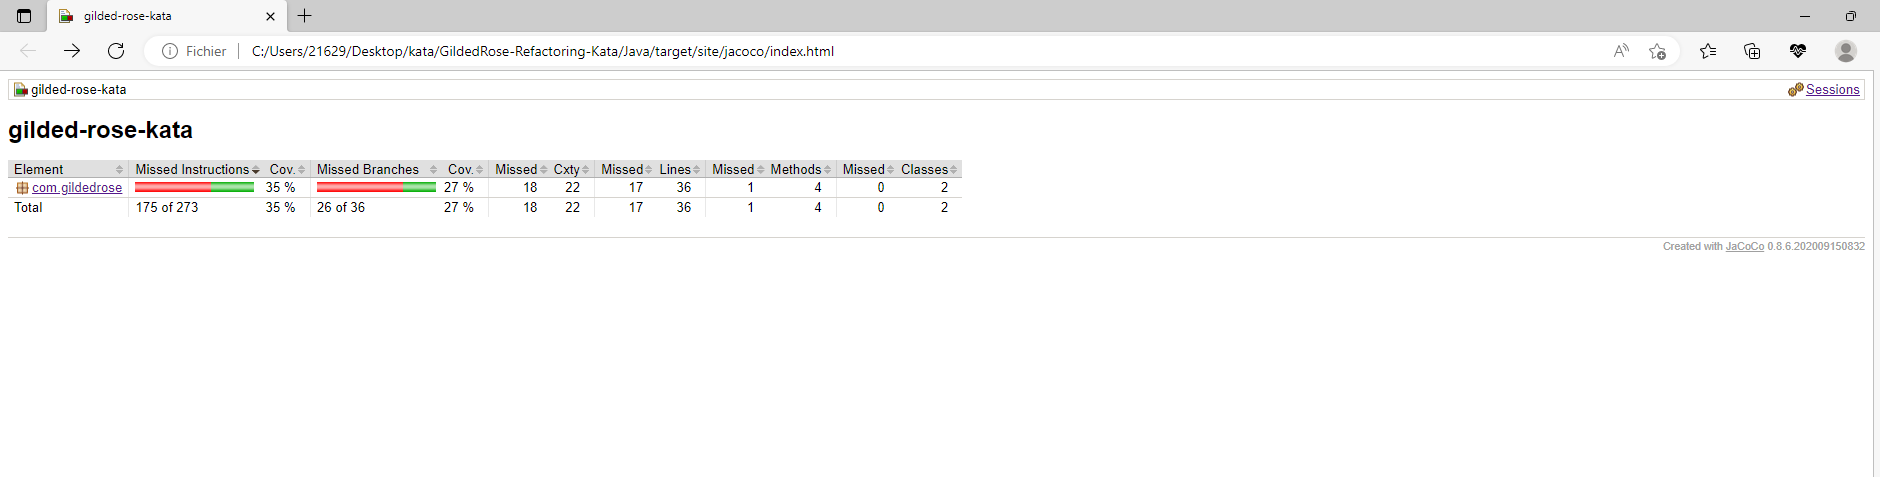 gilded-rose-kata
Fichier C:/Users/21629/Desktop/kata/GildedRose-Refactoring-Kata/Java/target/site/jacoco/index.html
gilded-rose-kata Sessions
gilded-rose-kata
Element Missed Instructions Cov. Missed Branches Cov. Missed Cxty Missed Lines Missed Methods Missed Classes
com.gildedrose 35 % 27 % 18 22 17 36 1 4 0 2
Total 175 of 273 35 % 26 of 36 27 % 18 22 17 36 1 4 0 2
Created with JaCoCo 0.8.6.202009150832